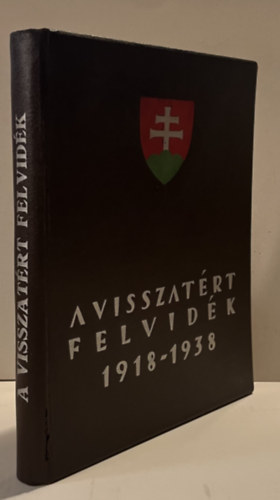 A VISSZATÉRT FELVIDÉK
A VISSZATÉRT
FELVIDÉK
1918-1938